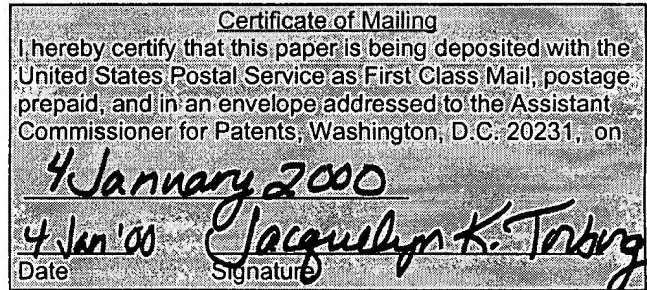 Certificate of Mailing
I hereby certify that this paper is being deposited with the
United States Postal Service as First Class Mail, postage
prepaid, and in an envelope addressed to the Assistant
Commissioner for Patents, Washington, D.C. 20231, on
4 January 2000
4 Jan '00 Jacquelyn K.
Date Signature